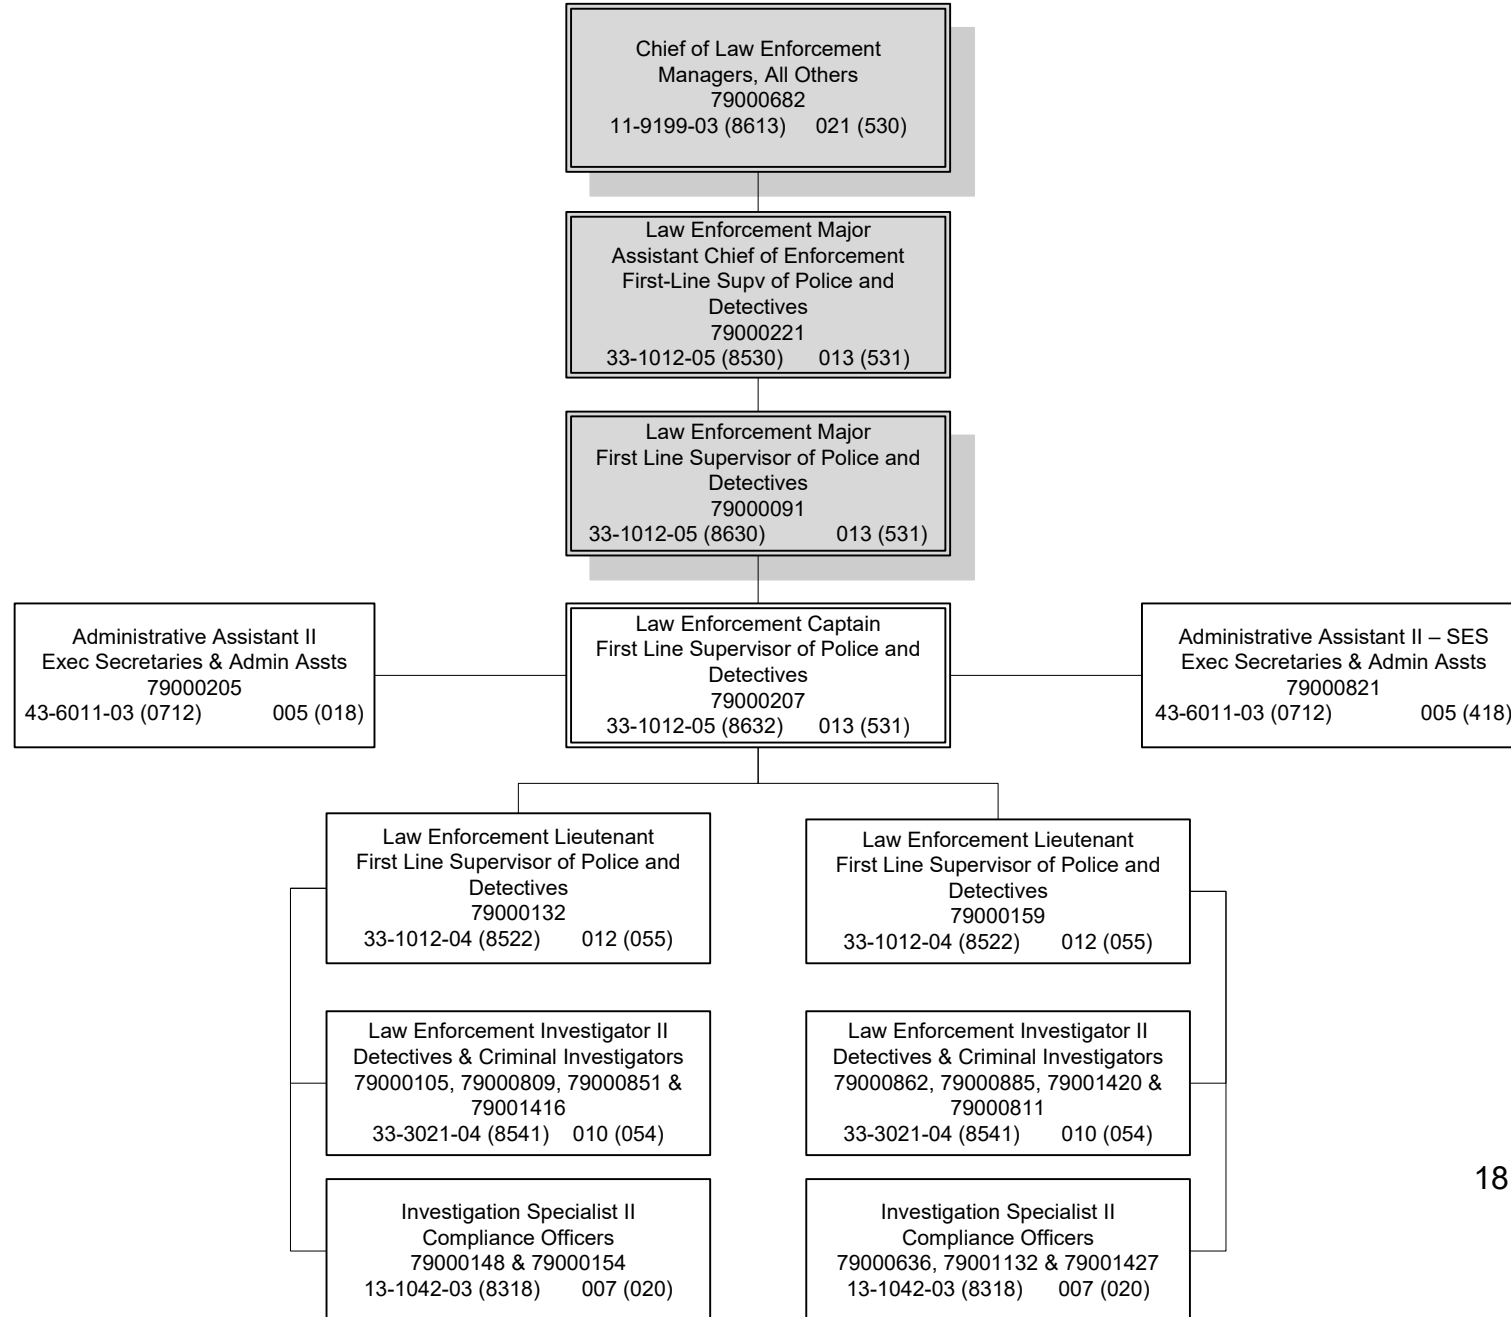 Chief of Law Enforcement
Managers, All Others
79000682
11-9199-03 (8613) 021 (530)
Law Enforcement Major
Assistant Chief of Enforcement
First-Line Supv of Police and
Detectives
79000221
33-1012-05 (8530) 013 (531)
Law Enforcement Major
First Line Supervisor of Police and
Detectives
79000091
33-1012-05 (8630) 013 (531)
Administrative Assistant II
Exec Secretaries & Admin Assts
79000205
43-6011-03 (0712) 005 (018)
Law Enforcement Captain
First Line Supervisor of Police and
Detectives
79000207
33-1012-05 (8632) 013 (531)
Administrative Assistant II – SES
Exec Secretaries & Admin Assts
79000821
43-6011-03 (0712) 005 (418)
Law Enforcement Lieutenant
First Line Supervisor of Police and
Detectives
79000132
33-1012-04 (8522) 012 (055)
Law Enforcement Lieutenant
First Line Supervisor of Police and
Detectives
79000159
33-1012-04 (8522) 012 (055)
Law Enforcement Investigator II
Detectives & Criminal Investigators
79000105, 79000809, 79000851 &
79001416
33-3021-04 (8541) 010 (054)
Law Enforcement Investigator II
Detectives & Criminal Investigators
79000862, 79000885, 79001420 &
79000811
33-3021-04 (8541) 010 (054)
Investigation Specialist II
Compliance Officers
79000148 & 79000154
13-1042-03 (8318) 007 (020)
Investigation Specialist II
Compliance Officers
79000636, 79001132 & 79001427
13-1042-03 (8318) 007 (020)
18